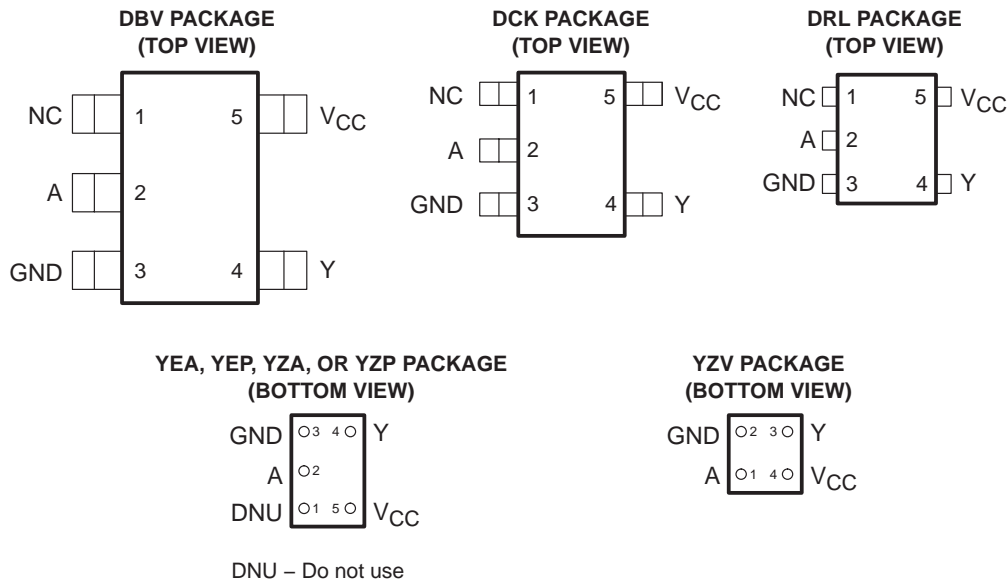 DBV PACKAGE
(TOP VIEW)
NC 1 5 VCC
A 2
GND 3 4 Y
DCK PACKAGE
(TOP VIEW)
NC 1 5 VCC
A 2
GND 3 4 Y
DRL PACKAGE
(TOP VIEW)
NC 1 5 VCC
A 2
GND 3 4 Y
YEA, YEP, YZA, OR YZP PACKAGE
(BOTTOM VIEW)
GND 3 4 Y
A 2
DNU 1 5 VCC
DNU – Do not use
YZV PACKAGE
(BOTTOM VIEW)
GND 2 3 Y
A 1 4 VCC